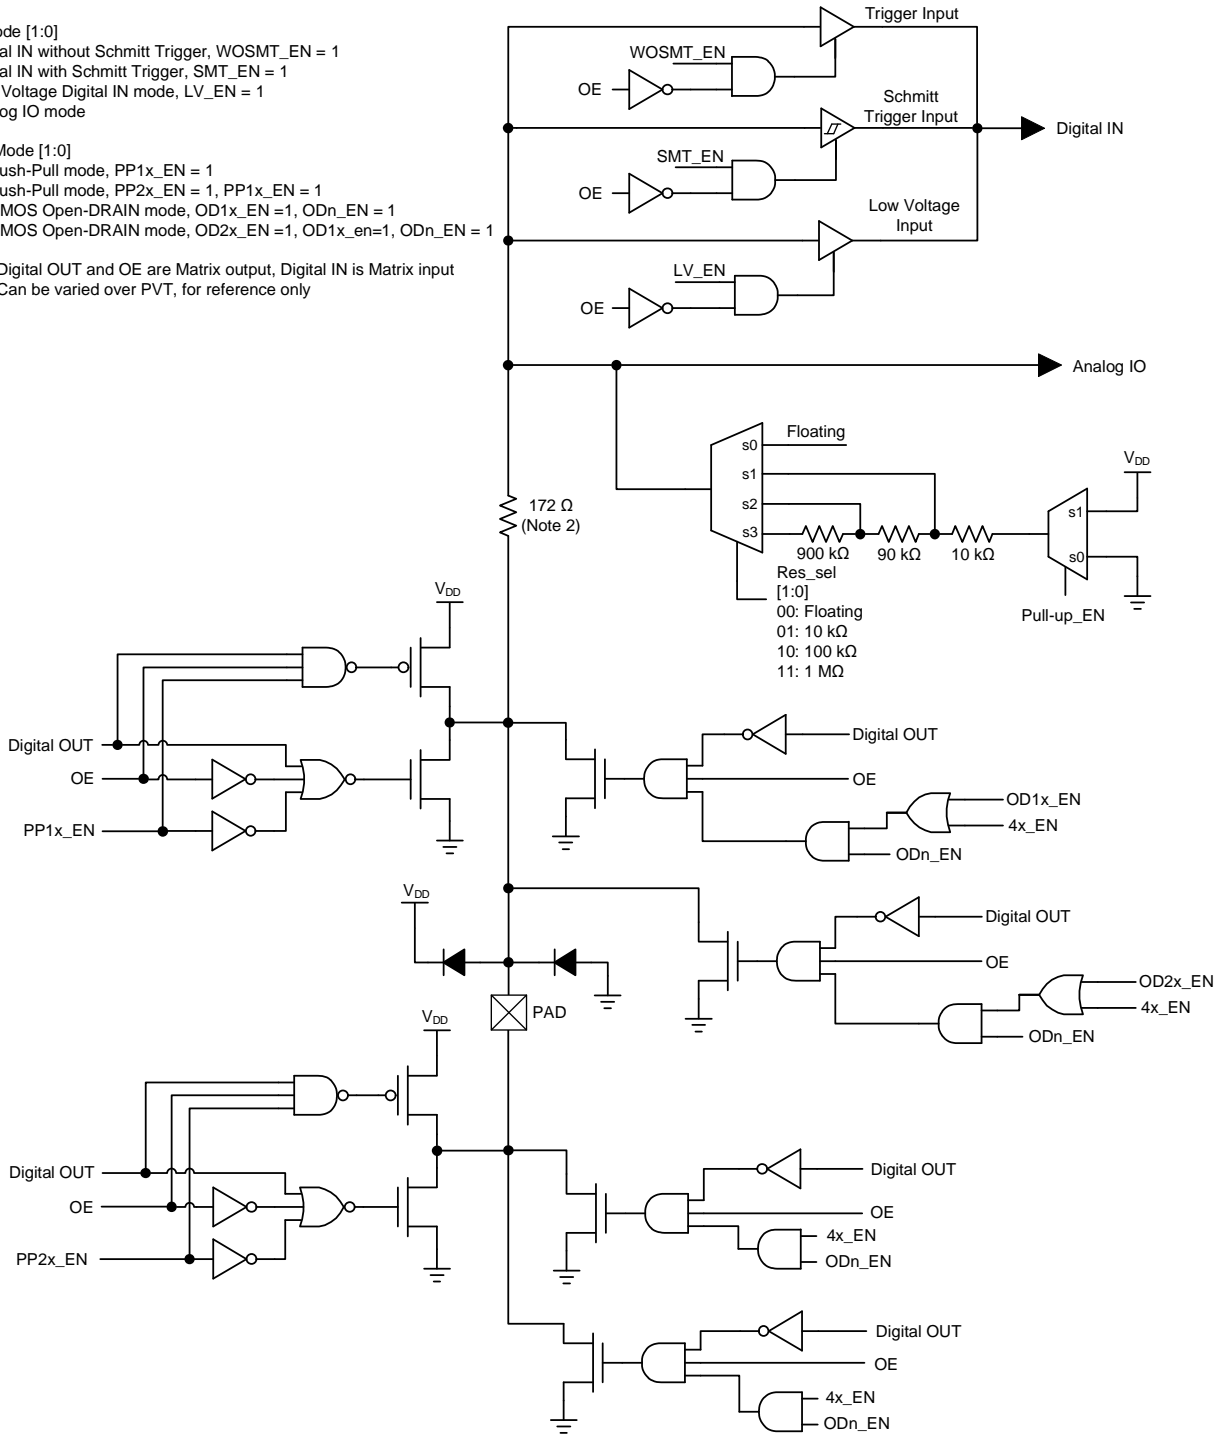 ode [1:0]
al IN without Schmitt Trigger, WOSMT_EN = 1
al IN with Schmitt Trigger, SMT_EN = 1
Voltage Digital IN mode, LV_EN = 1
og IO mode
Mode [1:0]
ush-Pull mode, PP1x_EN = 1
ush-Pull mode, PP2x_EN = 1, PP1x_EN = 1
MOS Open-DRAIN mode, OD1x_EN =1, ODn_EN = 1
MOS Open-DRAIN mode, OD2x_EN =1, OD1x_en=1, ODn_EN = 1
Digital OUT and OE are Matrix output, Digital IN is Matrix input
Can be varied over PVT, for reference only
Trigger Input
WOSMT_EN
OE
Schmitt
Trigger Input
Digital IN
SMT_EN
OE
Low Voltage
Input
LV_EN
OE
Analog IO
Floating
s0
s1
s2
s3
VDD
s1
s0
172 Ω
(Note 2)
900 kΩ
90 kΩ
10 kΩ
Res_sel
[1:0]
00: Floating
01: 10 kΩ
10: 100 kΩ
11: 1 MΩ
Pull-up_EN
VDD
Digital OUT
OE
PP1x_EN
Digital OUT
OE
OD1x_EN
4x_EN
ODn_EN
VDD
Digital OUT
OE
OD2x_EN
4x_EN
ODn_EN
PAD
VDD
Digital OUT
OE
PP2x_EN
Digital OUT
OE
4x_EN
ODn_EN
Digital OUT
OE
4x_EN
ODn_EN